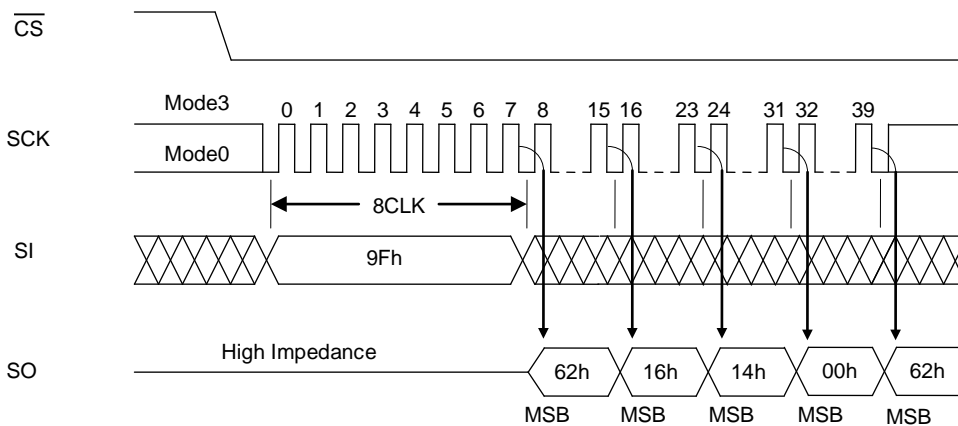 CS
Mode3
0 1 2 3 4 5 6 7 8 15 16 23 24 31 32 39
SCK
Mode0
8CLK
SI
9Fh
High Impedance
SO
62h 16h 14h 00h 62h
MSB MSB MSB MSB MSB